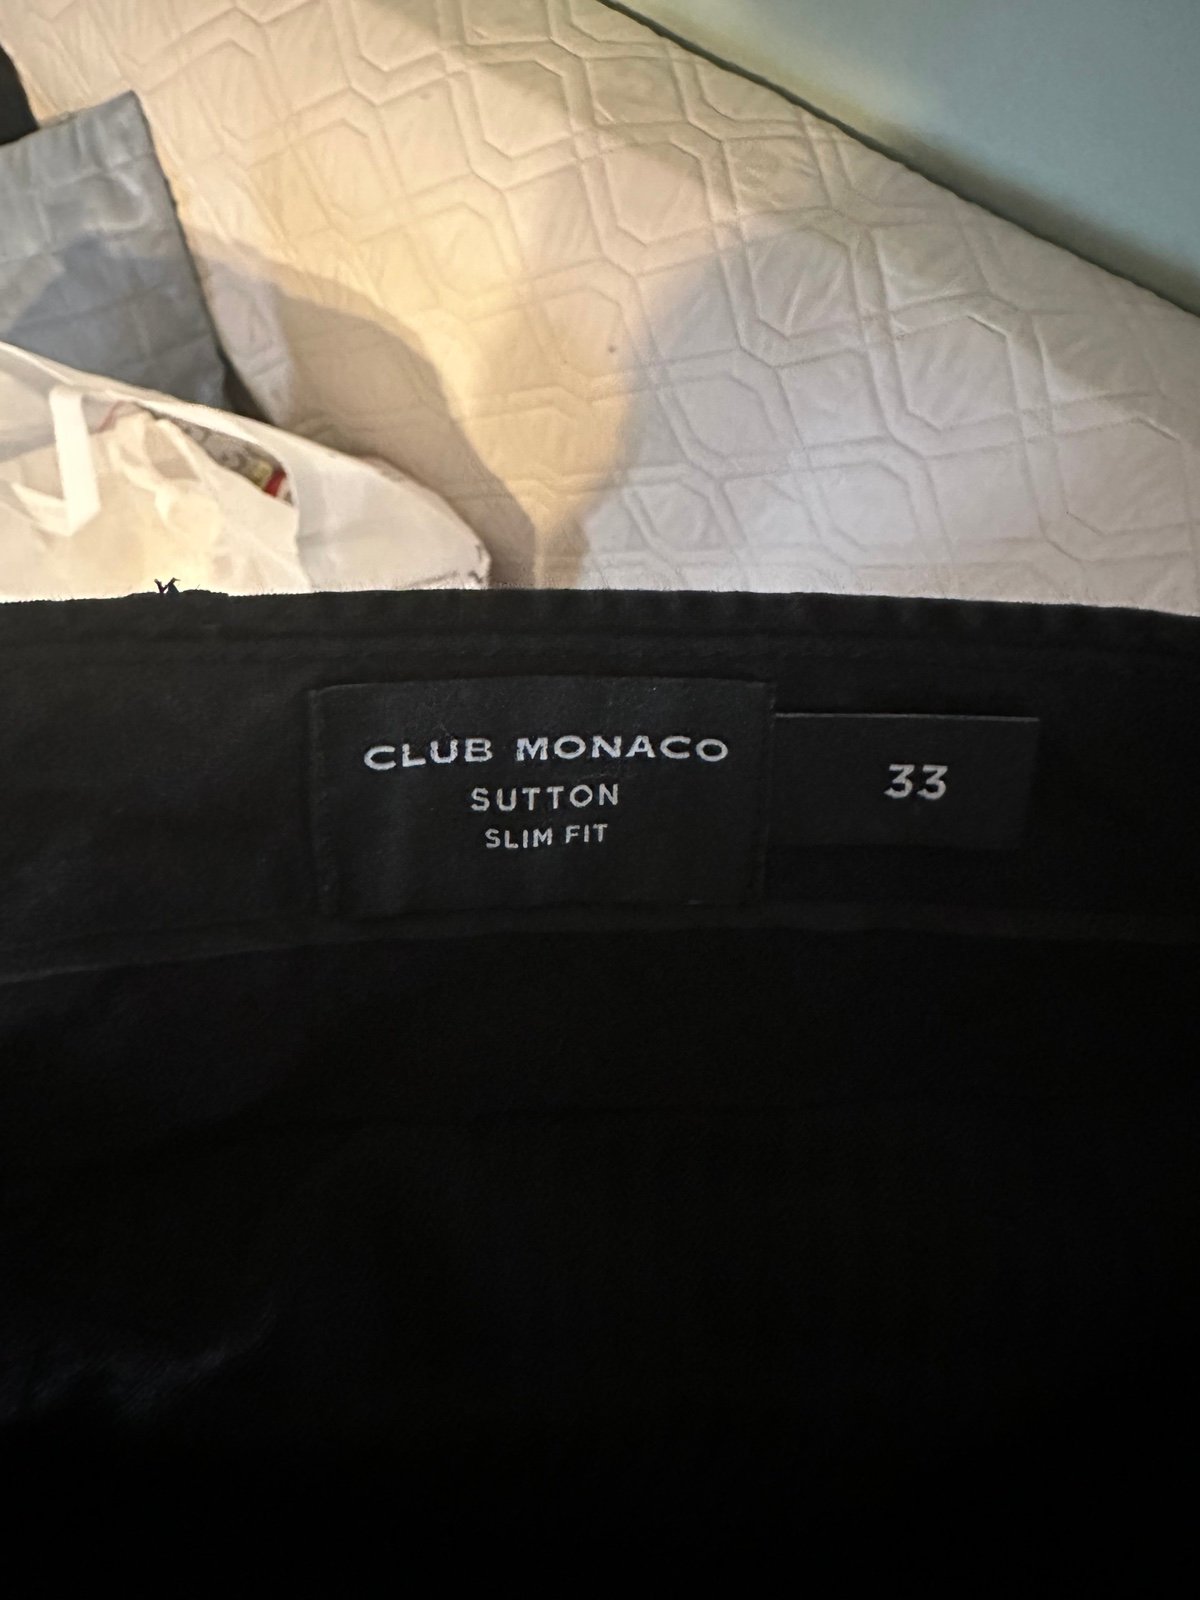 CLUB MONACO
SUTTON
SLIM FIT
33